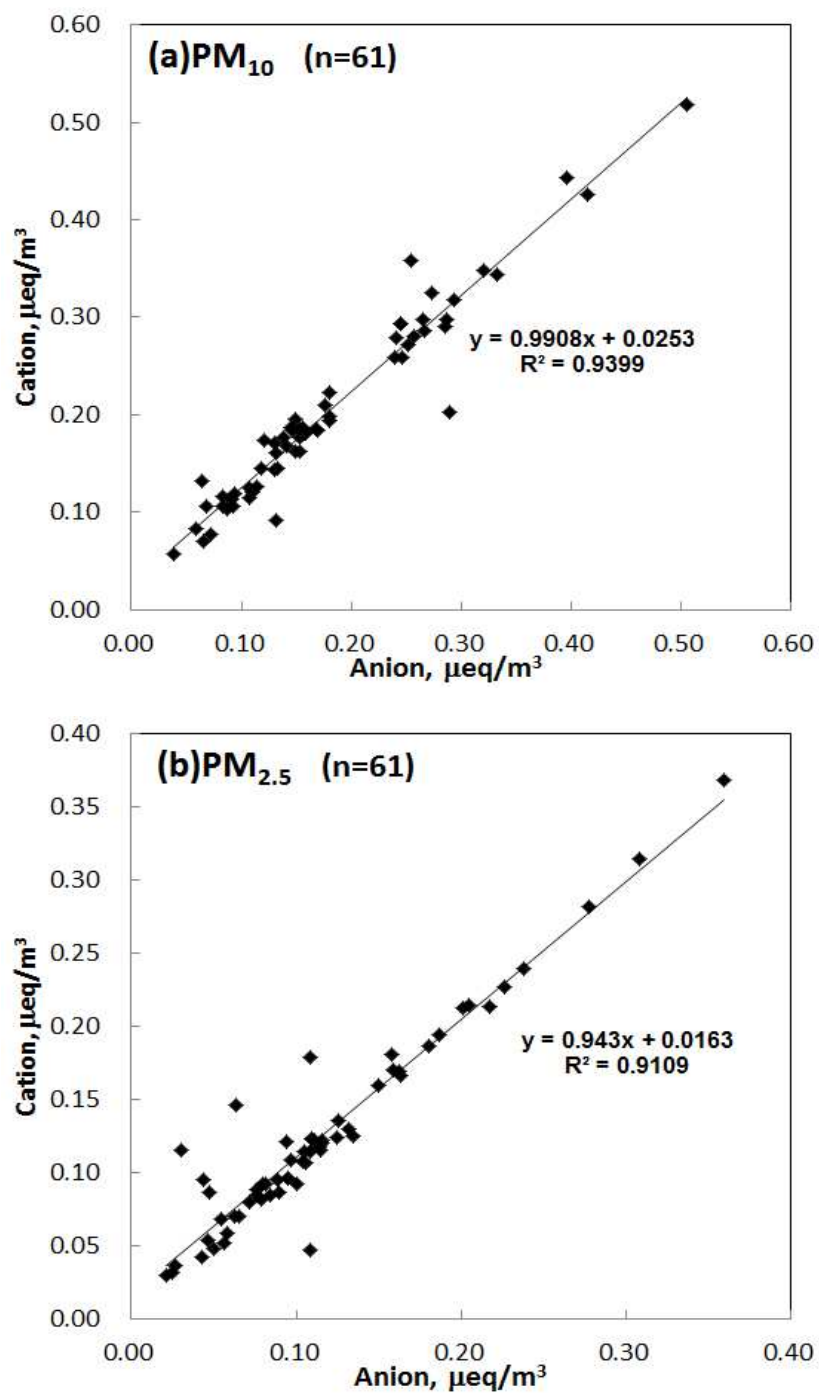 (a)PM₁₀ (n=61)
0.60
0.50
0.40
0.30
0.20
0.10
0.00
Cation, μeq/m³
y = 0.9908x + 0.0253
R² = 0.9399
0.00 0.10 0.20 0.30 0.40 0.50 0.60
Anion, μeq/m³
(b)PM₂.₅ (n=61)
0.40
0.35
0.30
0.25
0.20
0.15
0.10
0.05
0.00
Cation, μeq/m³
y = 0.943x + 0.0163
R² = 0.9109
0.00 0.10 0.20 0.30 0.40
Anion, μeq/m³